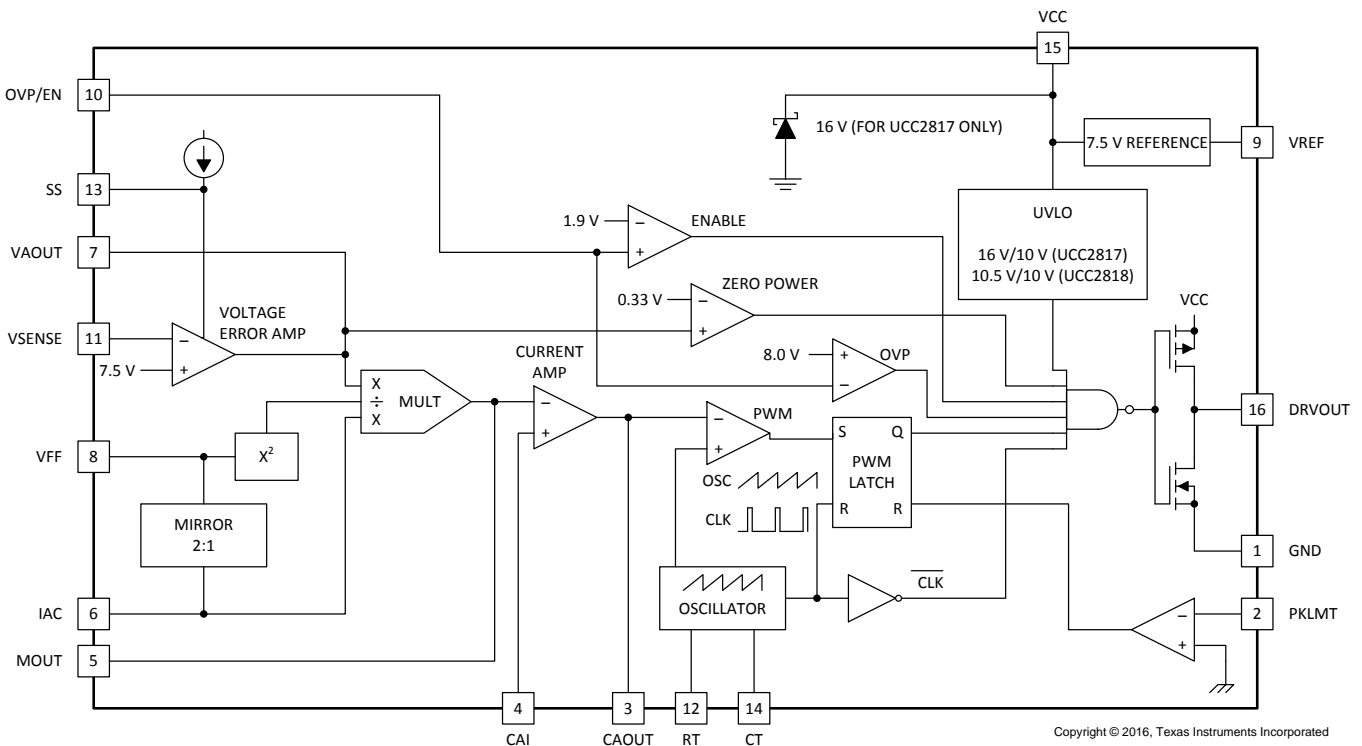 VCC
15
OVP/EN 10
16 V (FOR UCC2817 ONLY)
7.5 V REFERENCE
9 VREF
SS 13
UVLO
16 V/10 V (UCC2817)
10.5 V/10 V (UCC2818)
1.9 V
−
+
ENABLE
VAOUT 7
ZERO POWER
0.33 V
−
+
VCC
VOLTAGE
ERROR AMP
VSENSE 11
−
7.5 V
+
8.0 V
+
−
OVP
CURRENT
AMP
X
÷
X
MULT
−
+
16 DRVOUT
−
+
PWM
S Q
PWM
LATCH
R R
VFF 8
X²
OSC
CLK
MIRROR
2:1
1 GND
OSCILLATOR
CLK
IAC 6
−
+
2 PKLMT
MOUT 5
4 3 12 14
CAI CAOUT RT CT
Copyright © 2016, Texas Instruments Incorporated